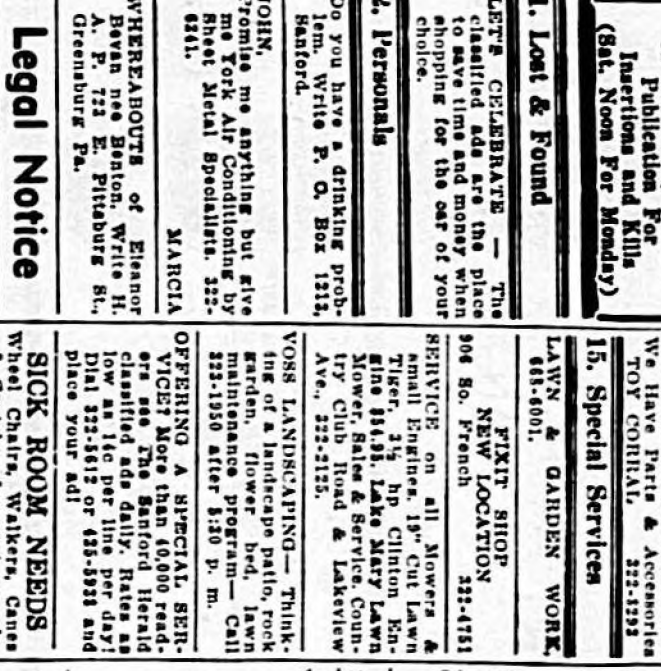 Publication For
Insertions and Kills
(Sat. Noon For Monday)
1. Lost & Found
LET'S CELEBRATE — The
classified ads are the place
to save time and money when
shopping for the car of your
choice.
2. Personals
Do you have a drinking prob-
lem. Write P. O. Box 1213,
Sanford.
JOHN,
Promise me anything but give
me York Air Conditioning by
Sheet Metal Specialists. 322-
6341.
MARCIA
WHEREABOUTS of Eleanor
Bevan nee Benton. Write H.
A. P. 723 E. Pittsburg St.,
Greensburg Pa.
Legal Notice
We Have Parts & Accessories
TOY CORRAL 322-5293
15. Special Services
LAWN & GARDEN WORK,
668-6001.
FIXIT SHOP
NEW LOCATION
906 So. French 322-4751
SERVICE on all Mowers &
small Engines, 19" Cut Lawn
Tiger, 3½ hp Clinton En-
gine $54.95. Lake Mary Lawn
Mower, Sales & Service. Coun-
try Club Road & Lakeview
Ave., 322-2125.
VOSS LANDSCAPING— Think-
ing of a landscape patio, rock
garden, flower bed, lawn
maintenance program— Call
323-1950 after 5:30 p. m.
OFFERING A SPECIAL SER-
VICE? More than 40,000 read-
ers see The Sanford Herald
classified ads daily. Rates as
low as 14c per line per day!
Dial 322-5612 or 425-5938 and
place your ad!
SICK ROOM NEEDS
Wheel Chairs, Walkers, Canes